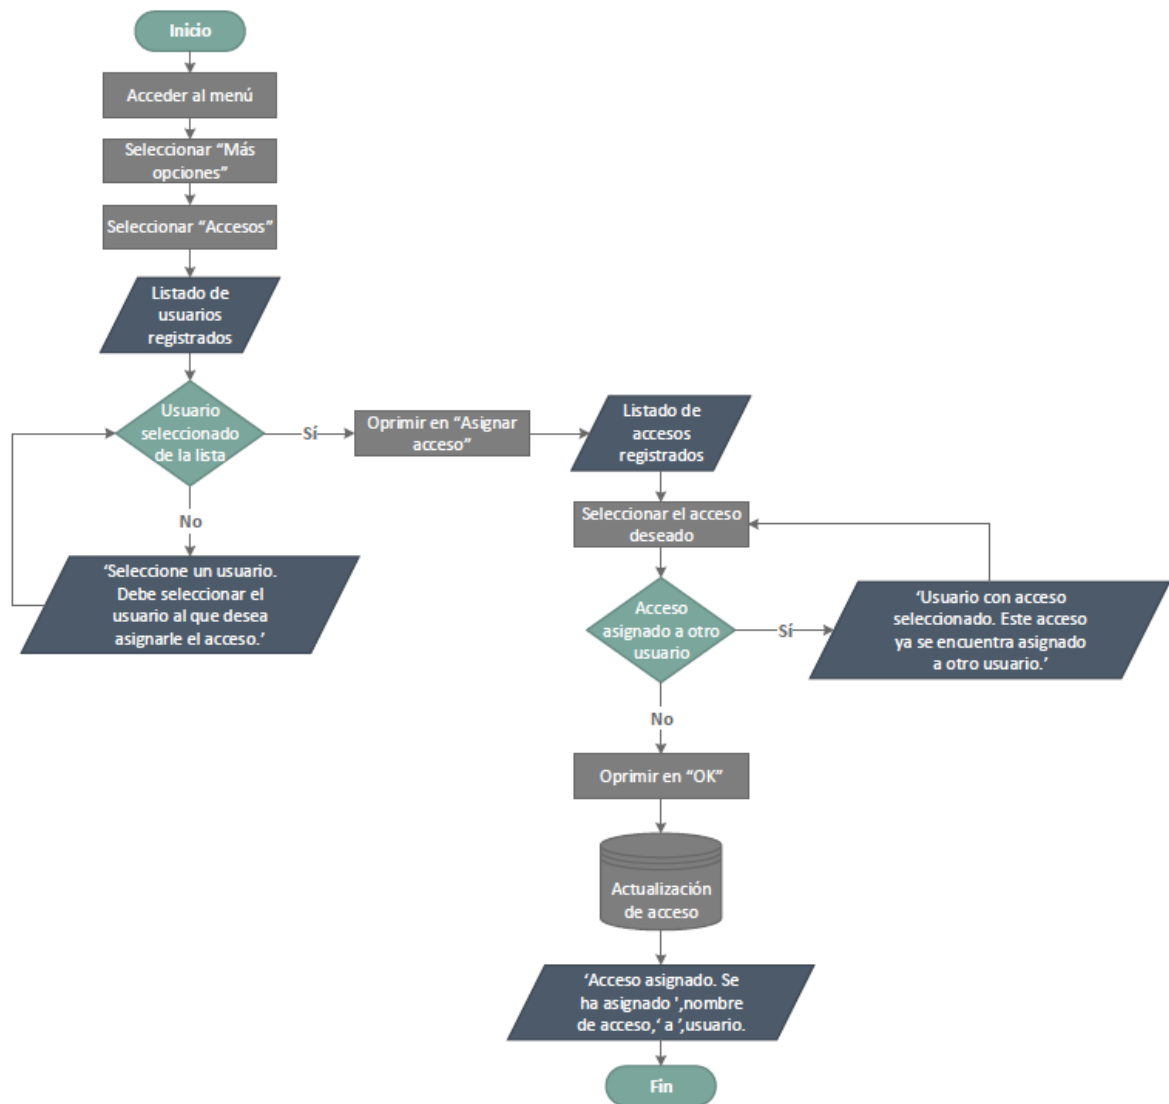 Inicio
Acceder al menú
Seleccionar “Más
opciones”
Seleccionar “Accesos”
Listado de
usuarios
registrados
Usuario
seleccionado
de la lista
Sí
Oprimir en “Asignar
acceso”
Listado de
accesos
registrados
No
‘Seleccione un usuario.
Debe seleccionar el
usuario al que desea
asignarle el acceso.’
Seleccionar el acceso
deseado
Acceso
asignado a otro
usuario
Sí
‘Usuario con acceso
seleccionado. Este acceso
ya se encuentra asignado
a otro usuario.’
No
Oprimir en “OK”
Actualización
de acceso
‘Acceso asignado. Se
ha asignado ',nombre
de acceso,‘ a ’,usuario.
Fin